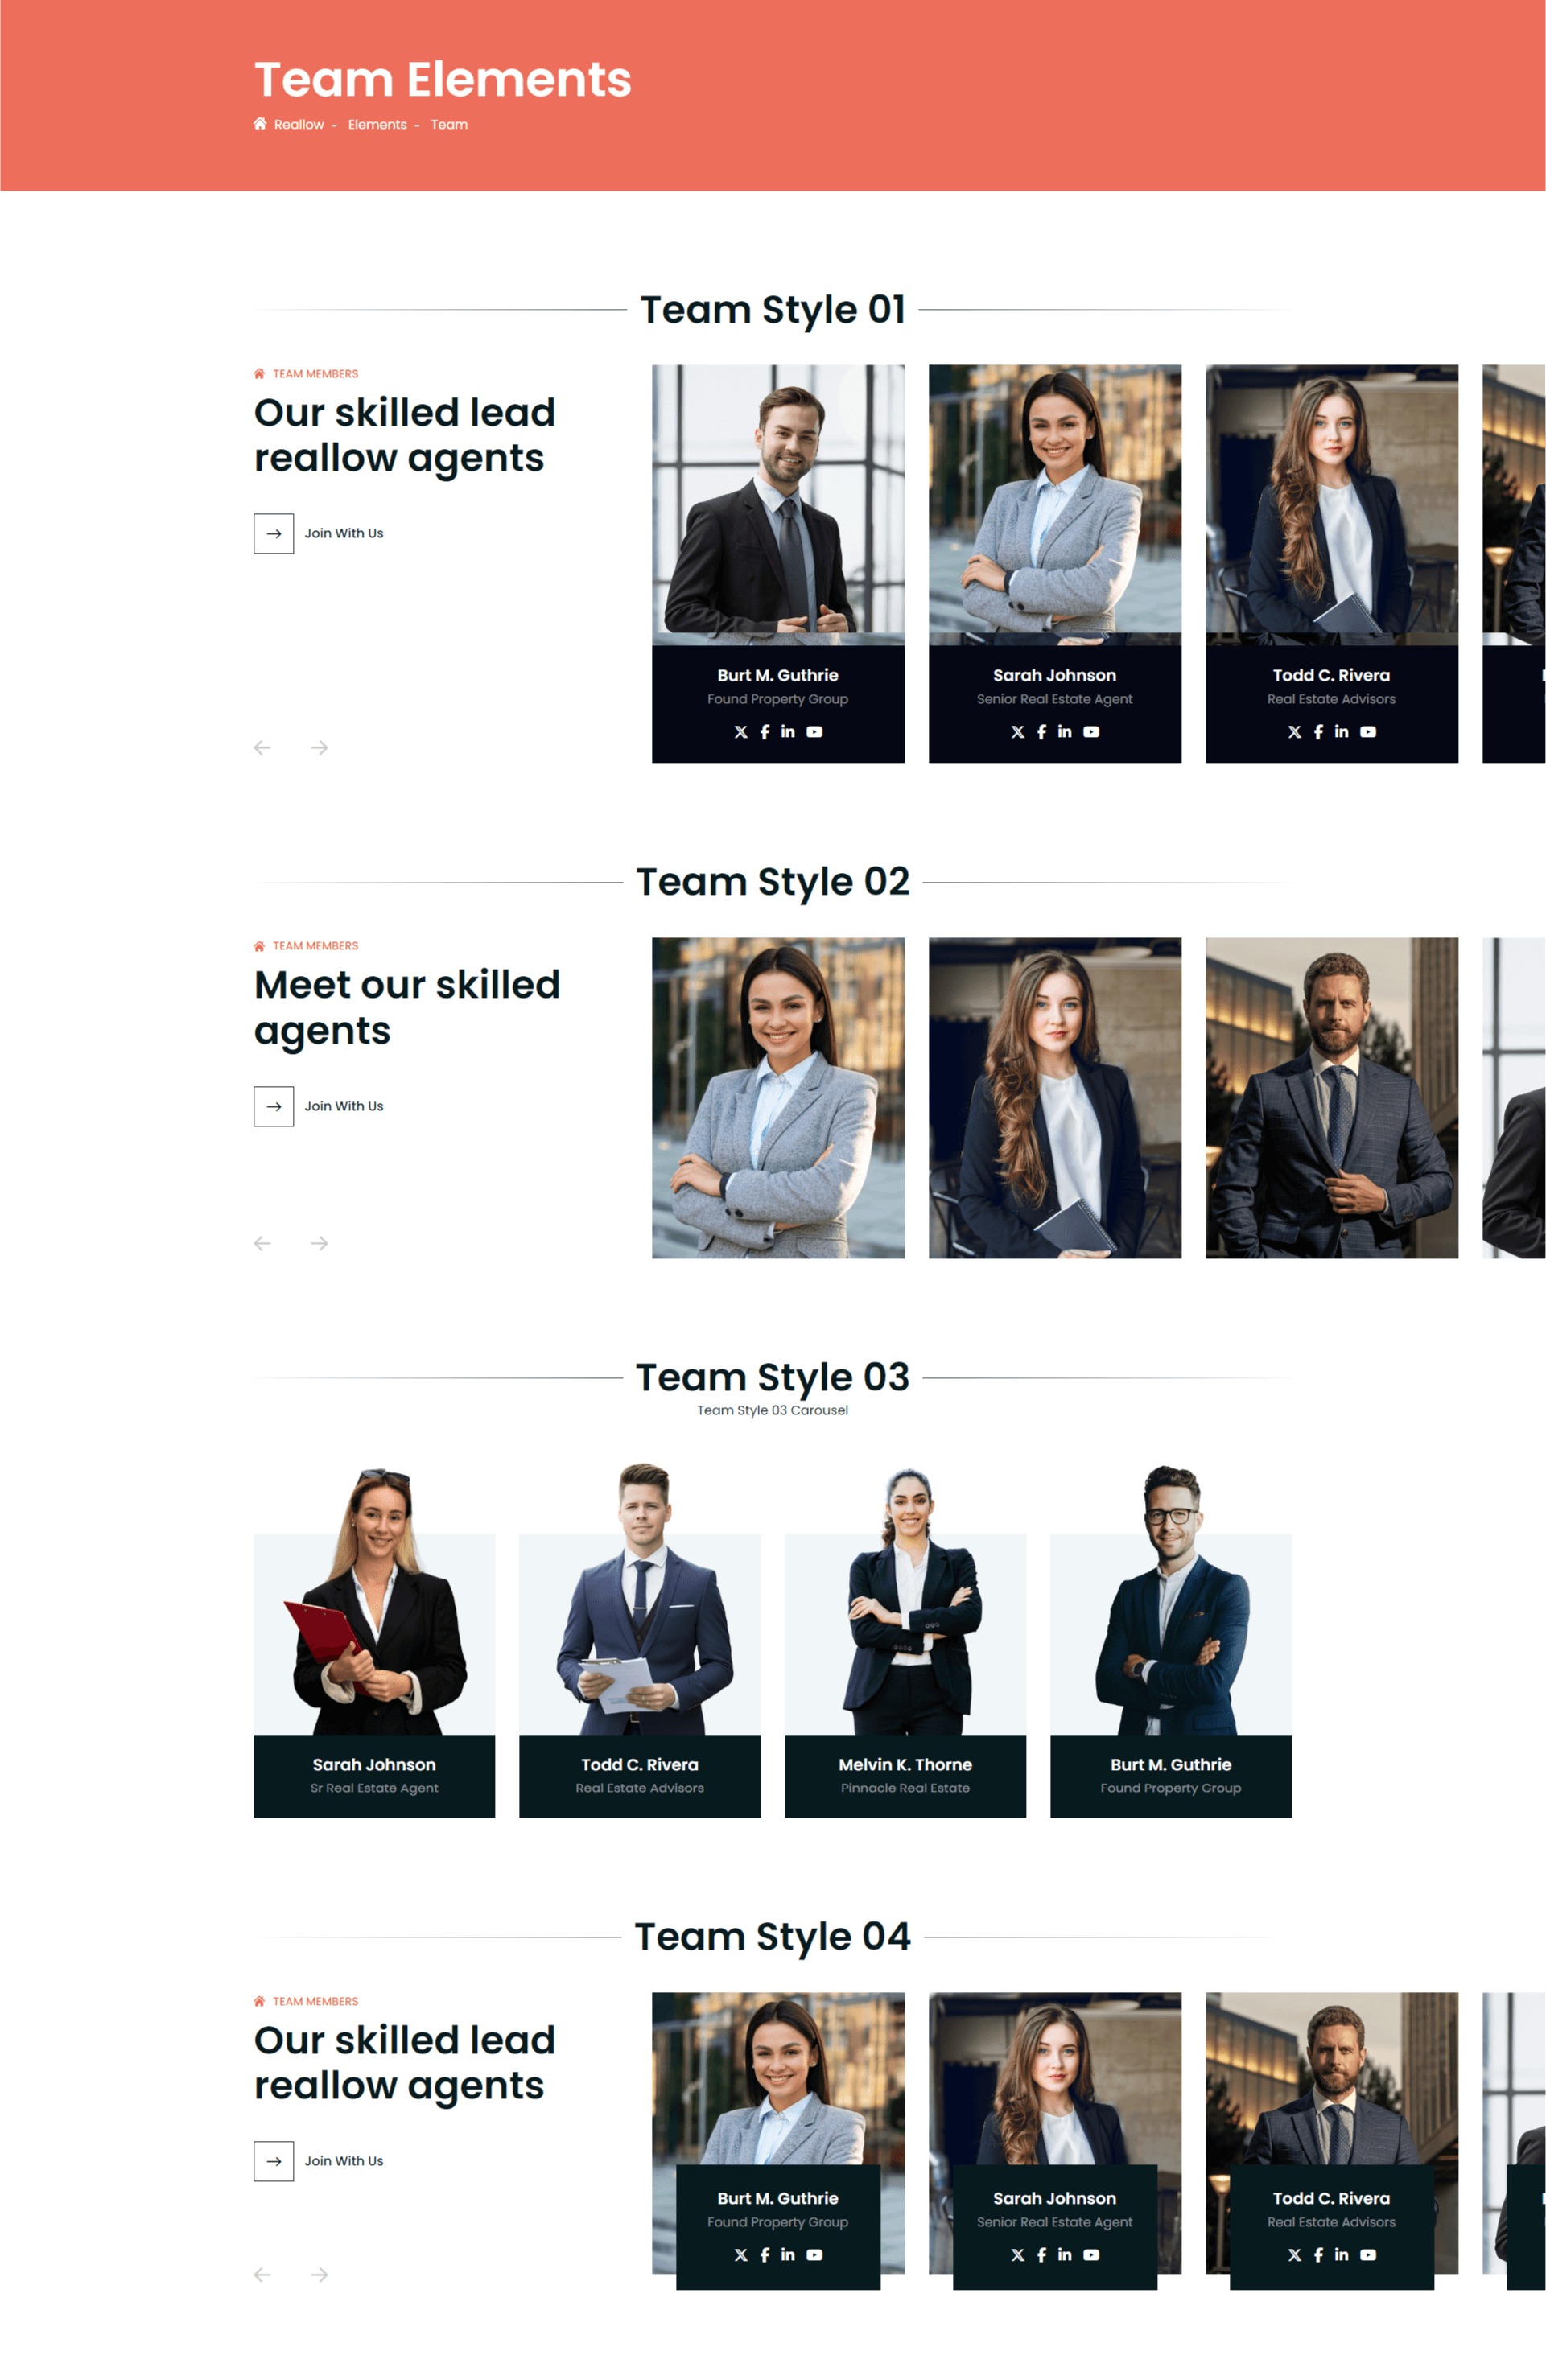 Team Elements
Reallow - Elements - Team
Team Style 01
TEAM MEMBERS
Our skilled lead
reallow agents
Join With Us
Burt M. Guthrie
Found Property Group
Sarah Johnson
Senior Real Estate Agent
Todd C. Rivera
Real Estate Advisors
Team Style 02
TEAM MEMBERS
Meet our skilled
agents
Join With Us
Team Style 03
Team Style 03 Carousel
Sarah Johnson
Sr Real Estate Agent
Todd C. Rivera
Real Estate Advisors
Melvin K. Thorne
Pinnacle Real Estate
Burt M. Guthrie
Found Property Group
Team Style 04
TEAM MEMBERS
Our skilled lead
reallow agents
Join With Us
Burt M. Guthrie
Found Property Group
Sarah Johnson
Senior Real Estate Agent
Todd C. Rivera
Real Estate Advisors